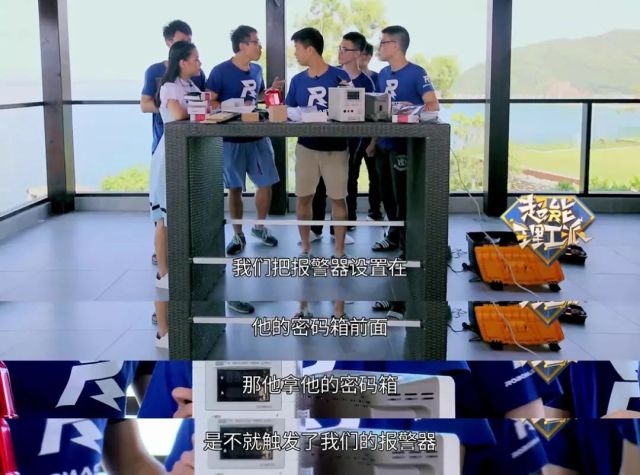 超能
理工派
我们把报警器设置在
他的密码箱前面
那他拿他的密码箱
是不就触发了我们的报警器